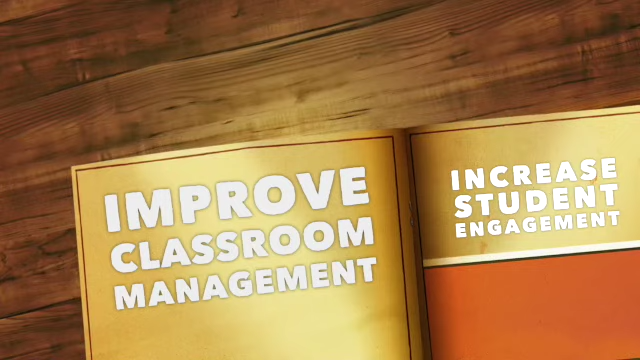 IMPROVE
CLASSROOM
MANAGEMENT
INCREASE
STUDENT
ENGAGEMENT